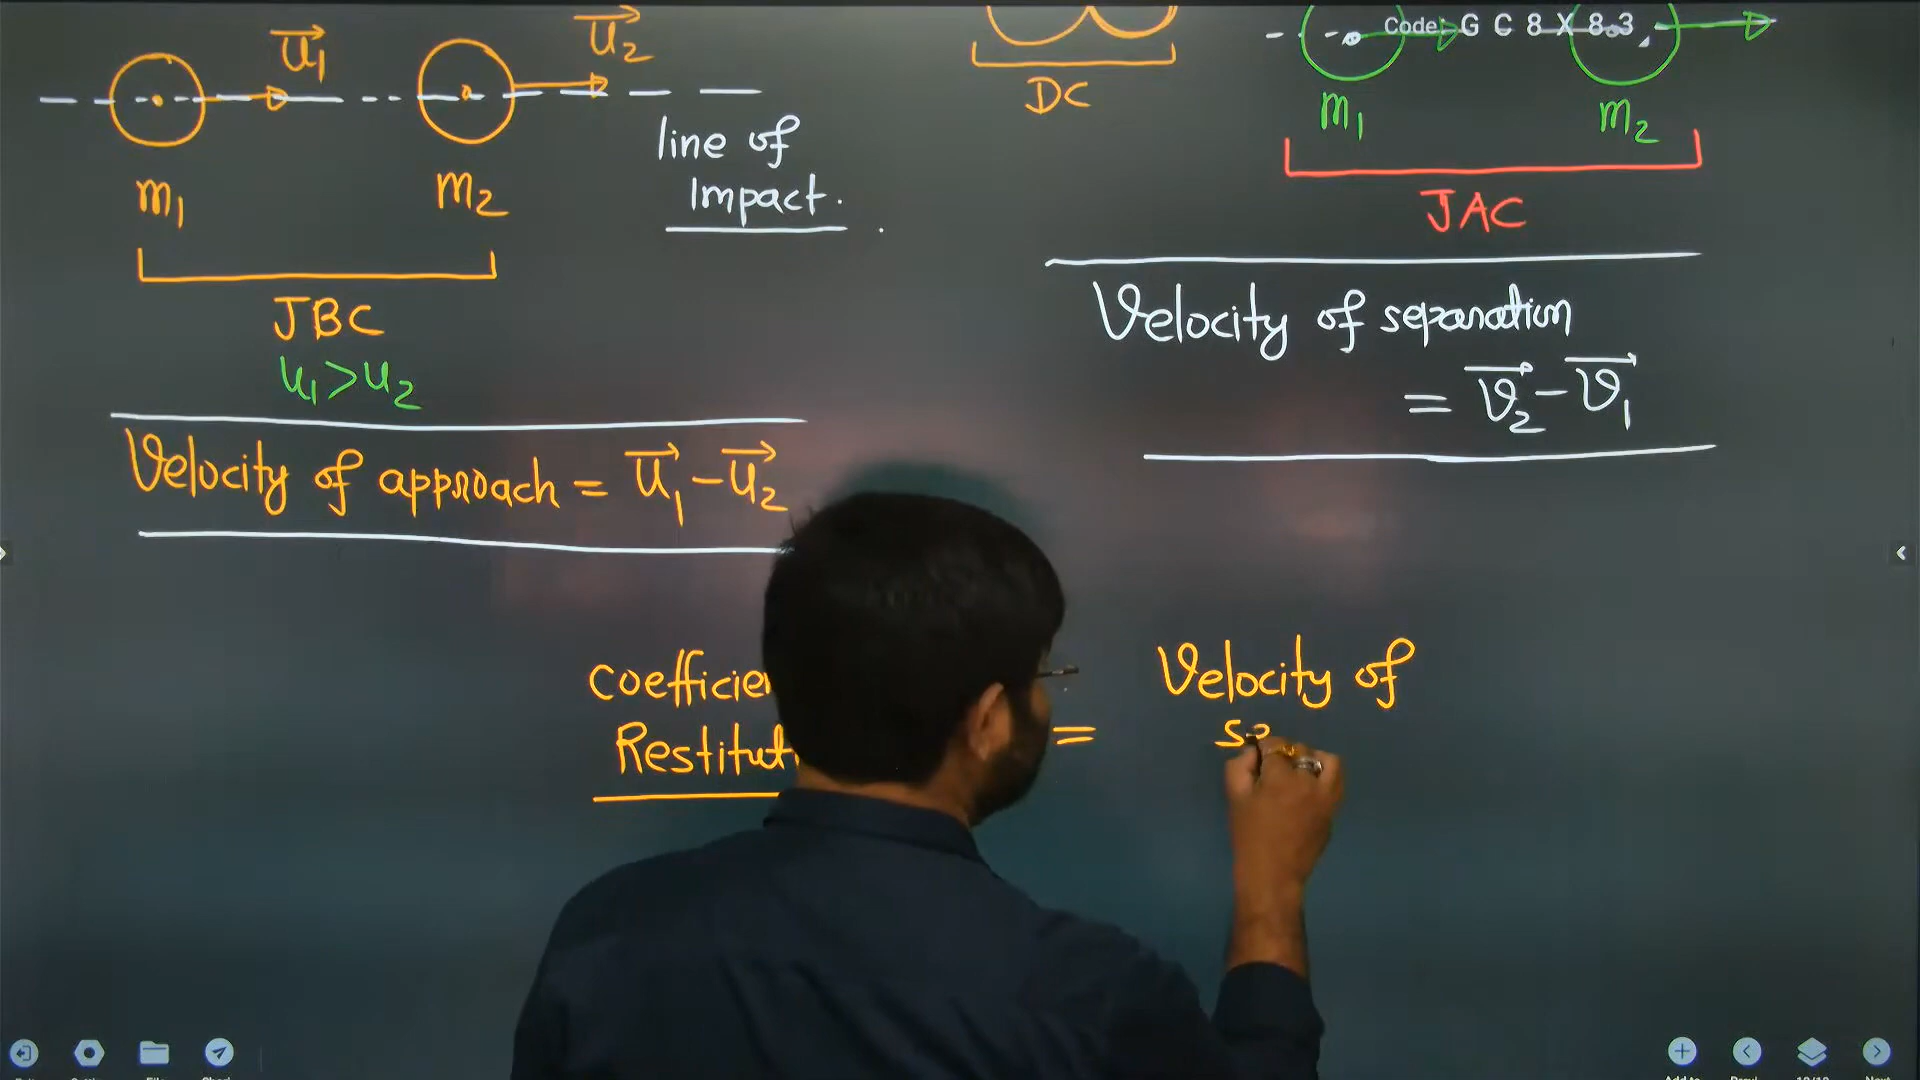 u1
u2
m1
m2
line of
Impact.
JBC
u1>u2
Velocity of approach = u1-u2
DC
Code: G C 8 X 8 3
m1
m2
JAC
Velocity of separation
= v2-v1
Restitut
=
Velocity of